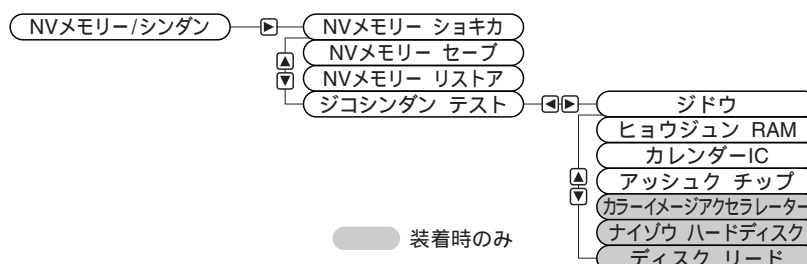 NVメモリー/シンダン
NVメモリー ショキカ
NVメモリー セーブ
NVメモリー リストア
ジコシンダン テスト
ジドウ
ヒョウジュン RAM
カレンダーIC
アッシュク チップ
カラーイメージアクセラレーター
ナイゾウ ハードディスク
ディスク リード
装着時のみ